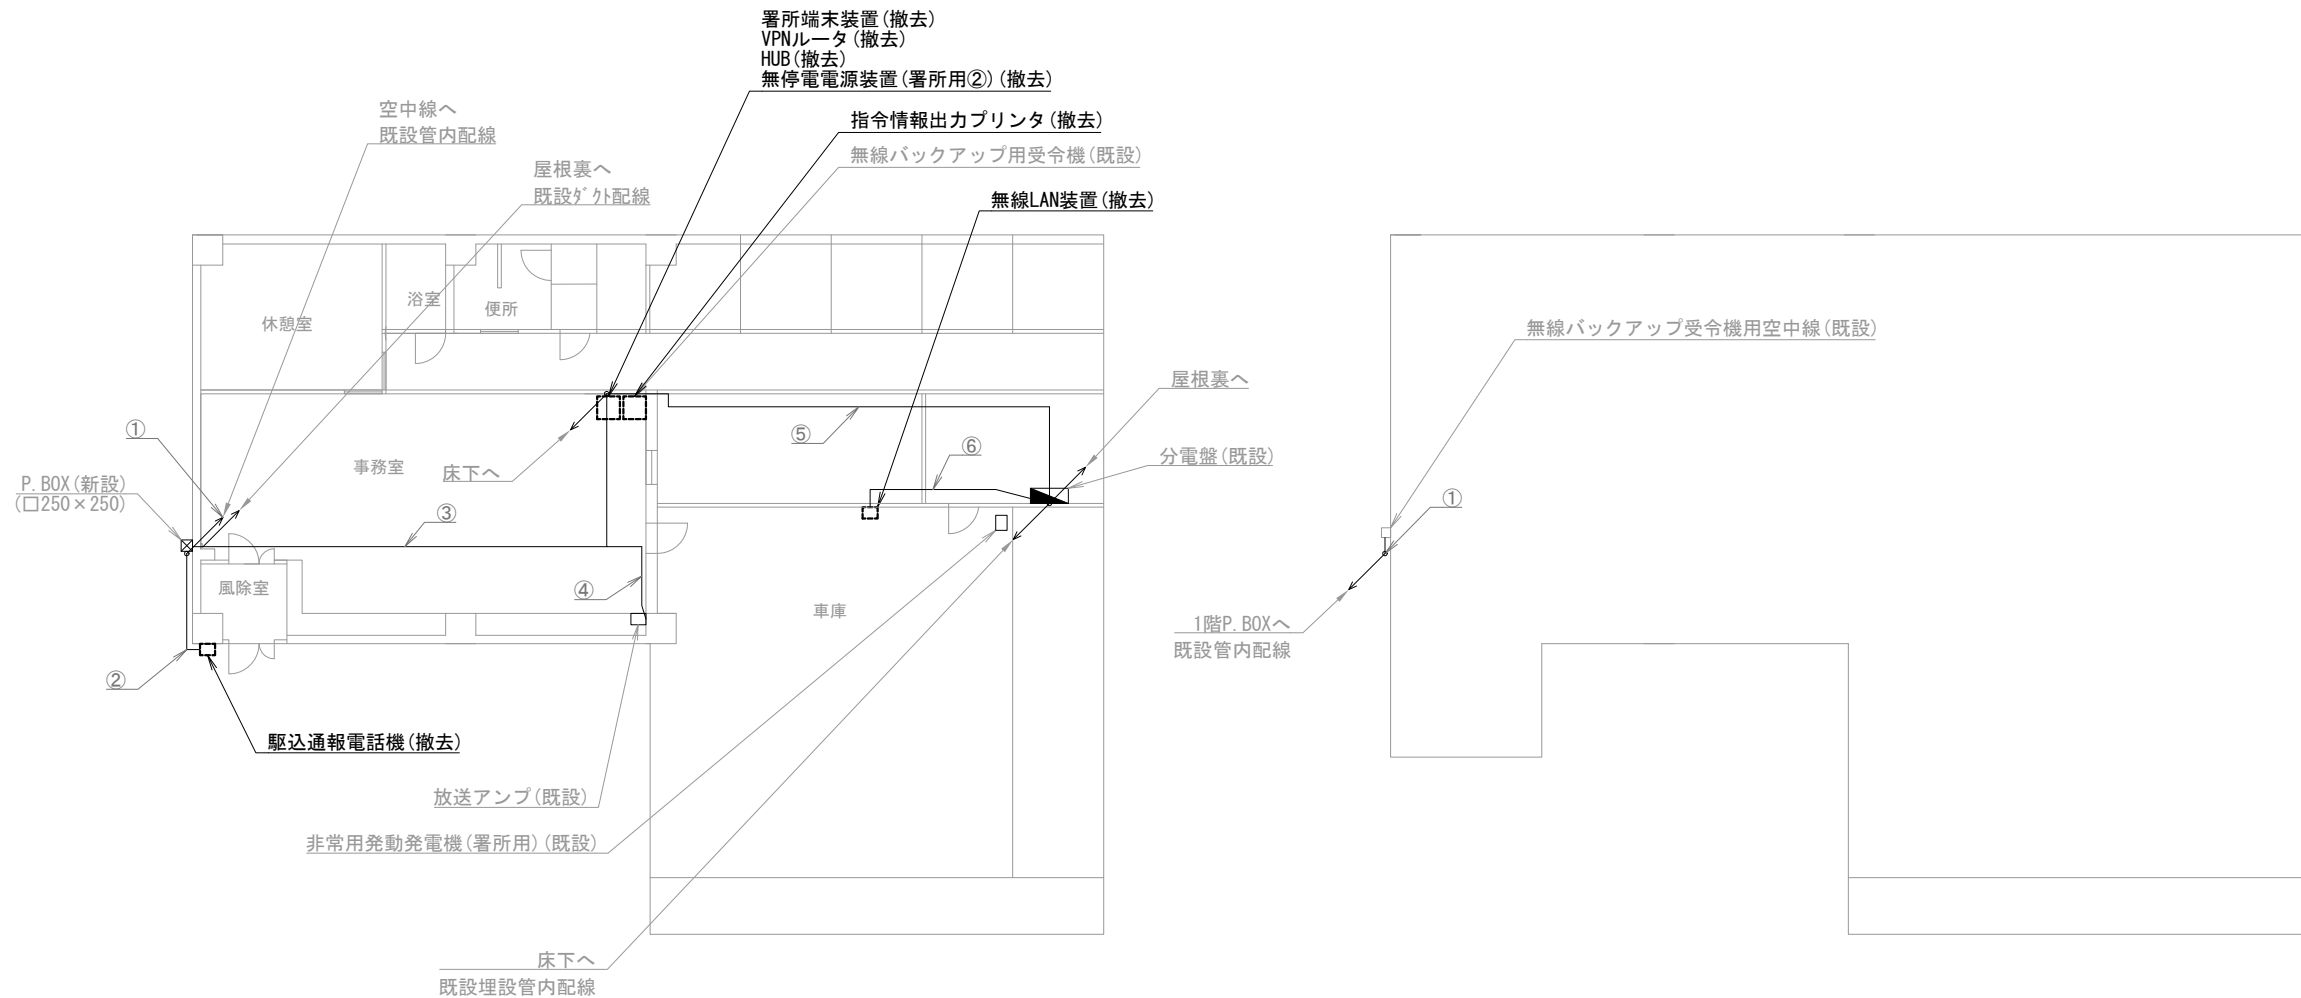 署所端末装置(撤去)
VPNルータ(撤去)
HUB(撤去)
無停電電源装置(署所用②)(撤去)
空中線へ
既設管内配線
指令情報出力プリンタ(撤去)
無線バックアップ用受令機(既設)
屋根裏へ
既設ダクト配線
無線LAN装置(撤去)
浴室
便所
休憩室
無線バックアップ受令機用空中線(既設)
屋根裏へ
①
⑤
⑥
事務室
床下へ
分電盤(既設)
P.BOX(新設)
(□250×250)
③
①
風除室
④
車庫
1階P.BOXへ
既設管内配線
②
駆込通報電話機(撤去)
放送アンプ(既設)
非常用発動発電機(署所用)(既設)
床下へ
既設埋設管内配線